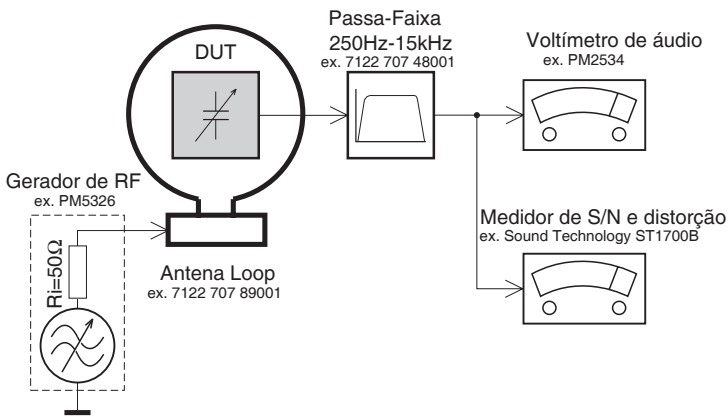 Passa-Faixa
250Hz-15kHz
ex. 7122 707 48001
Voltímetro de áudio
ex. PM2534
DUT
Gerador de RF
ex. PM5326
Ri=50Ω
Antena Loop
ex. 7122 707 89001
Medidor de S/N e distorção
ex. Sound Technology ST1700B